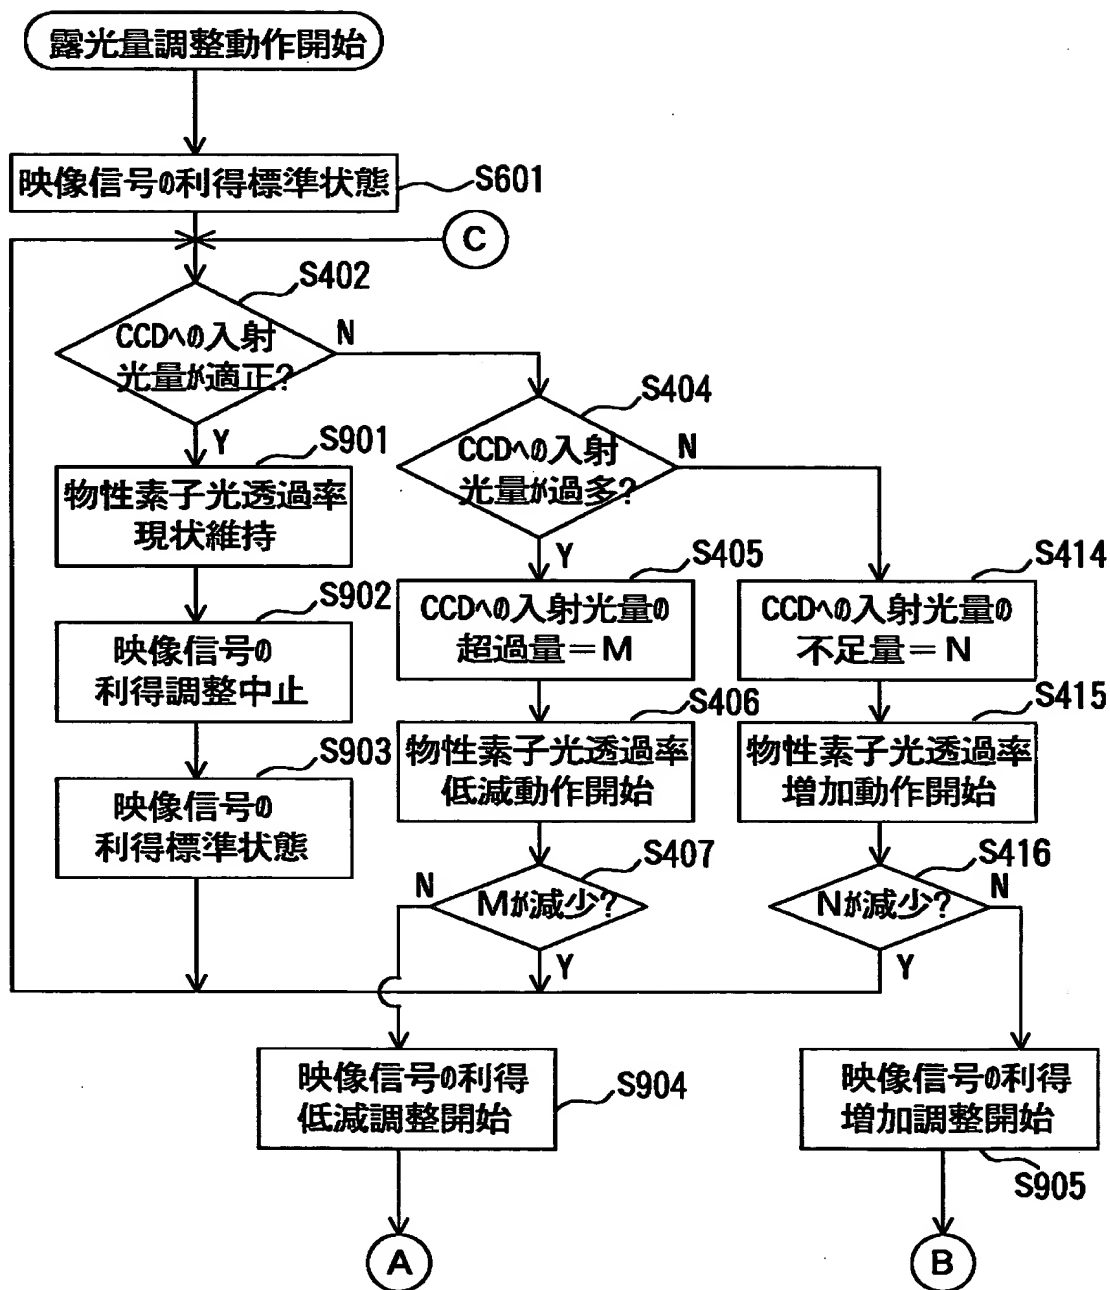 露光量調整動作開始
映像信号の利得標準状態
S601
C
S402
CCDへの入射
光量が適正?
N
Y
S404
CCDへの入射
光量が過多?
N
Y
S901
物性素子光透過率
現状維持
S902
映像信号の
利得調整中止
S903
映像信号の
利得標準状態
S405
CCDへの入射光量の
超過量=M
S406
物性素子光透過率
低減動作開始
S407
Mが減少?
N
Y
S414
CCDへの入射光量の
不足量=N
S415
物性素子光透過率
増加動作開始
S416
Nが減少?
N
Y
映像信号の利得
低減調整開始
S904
A
映像信号の利得
増加調整開始
S905
B